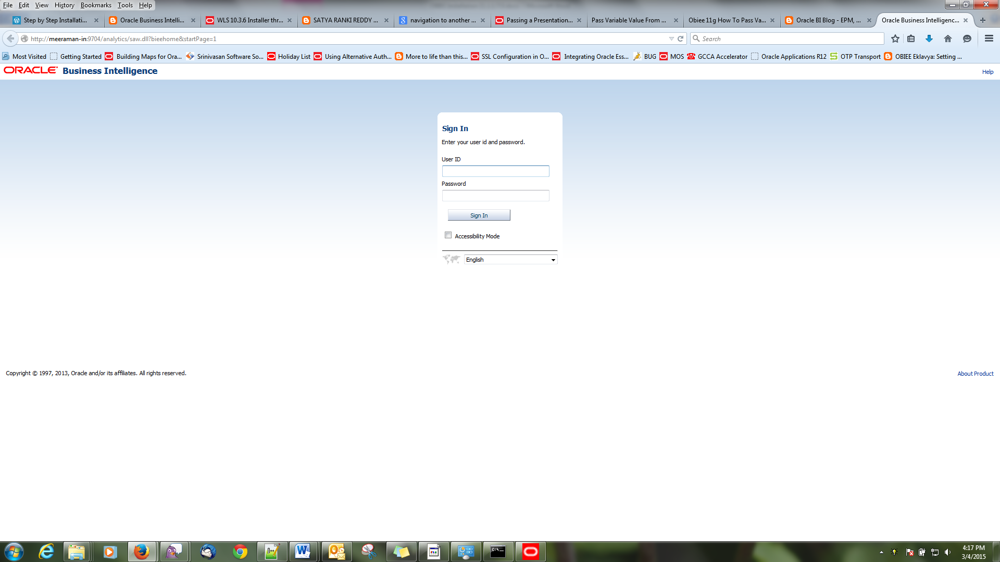 File Edit View History Bookmarks Tools Help
Step by Step Installati... Oracle Business Intelli... WLS 10.3.6 Installer thr... SATYA RANKI REDDY ... navigation to another ... Passing a Presentation... Pass Variable Value From ... Obiee 11g How To Pass Va... Oracle BI Blog - EPM, ... Oracle Business Intelligenc...
http://meeraman-in:9704/analytics/saw.dll?bieehome&startPage=1 Search
Most Visited Getting Started Building Maps for Ora... Srinivasan Software So... Holiday List Using Alternative Auth... More to life than this... SSL Configuration in O... Integrating Oracle Ess... BUG MOS GCCA Accelerator Oracle Applications R12 OTP Transport OBIEE Eklavya: Setting ...
ORACLE Business Intelligence Help
Sign In
Enter your user id and password.
User ID
Password
Sign In
Accessibility Mode
English
Copyright © 1997, 2013, Oracle and/or its affiliates. All rights reserved. About Product
4:17 PM
3/4/2015